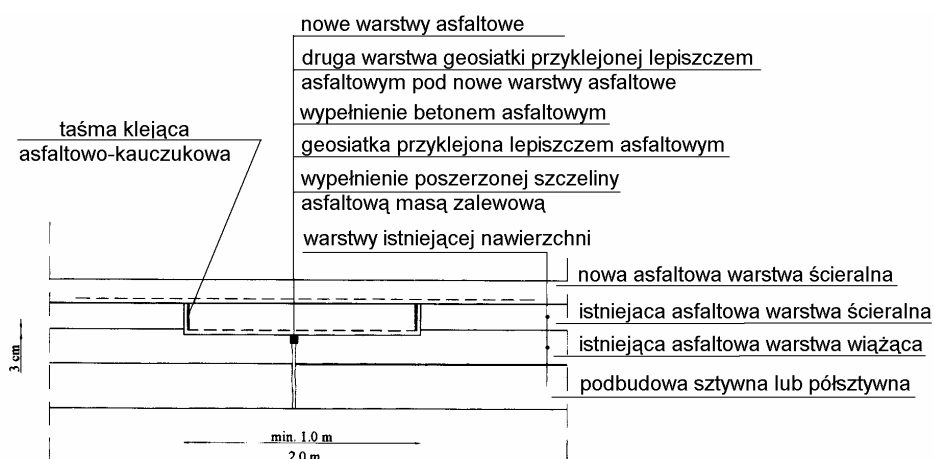 nowe warstwy asfaltowe
druga warstwa geosiatki przyklejonej lepiszczem
asfaltowym pod nowe warstwy asfaltowe
wypełnienie betonem asfaltowym
taśma klejąca
asfaltowo-kauczukowa
geosiatka przyklejona lepiszczem asfaltowym
wypełnienie poszerzonej szczeliny
asfaltową masą zalewową
warstwy istniejącej nawierzchni
nowa asfaltowa warstwa ścieralna
istniejaca asfaltowa warstwa ścieralna
istniejąca asfaltowa warstwa wiążąca
3 cm
podbudowa sztywna lub półsztywna
min. 1.0 m
2.0 m